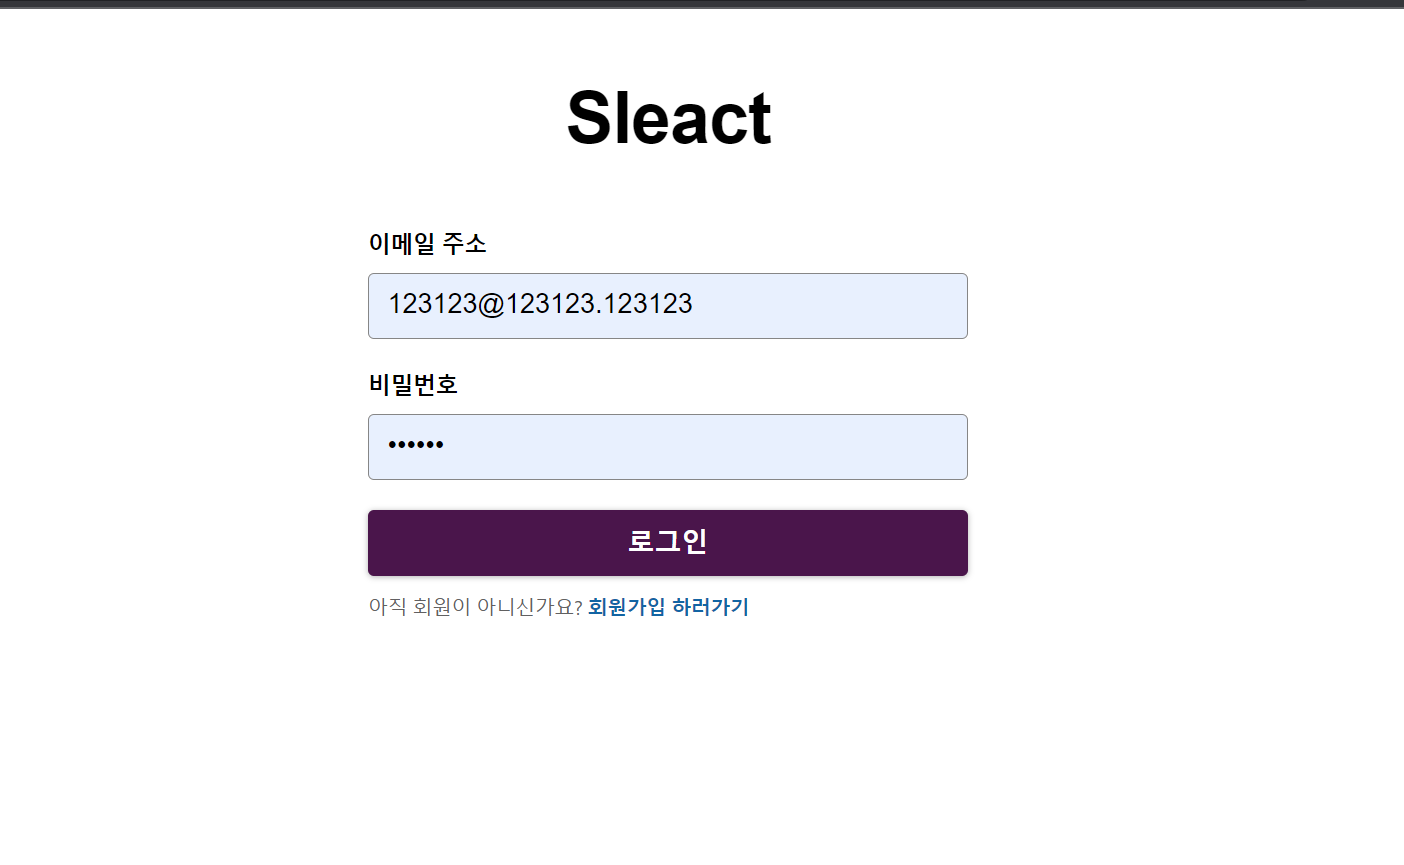 Sleact
이메일 주소
123123@123123.123123
비밀번호
••••••
로그인
아직 회원이 아니신가요? 회원가입 하러가기